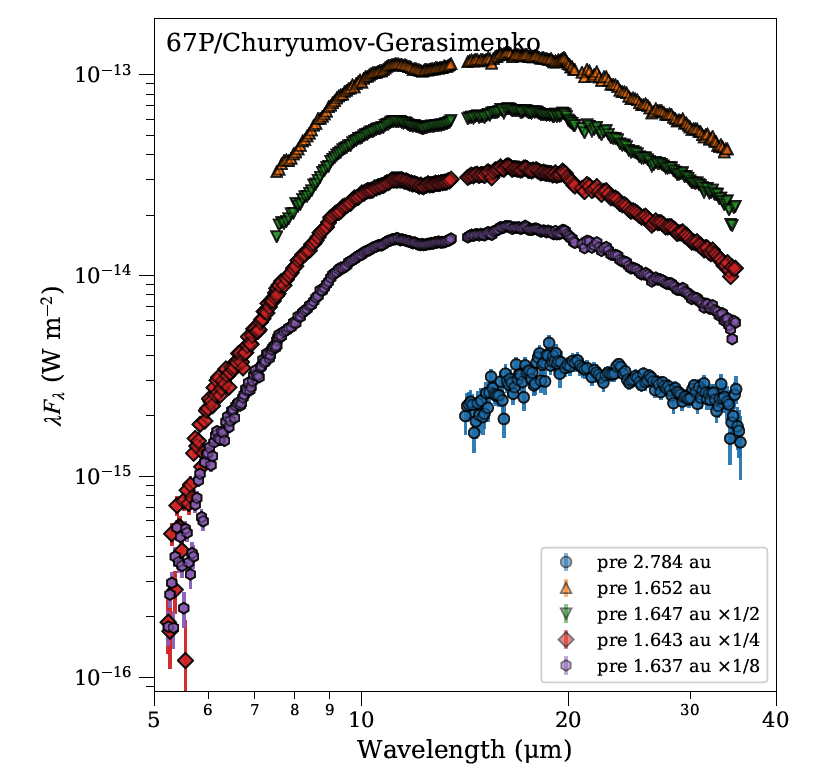 67P/Churyumov-Gerasimenko
10⁻¹³
10⁻¹⁴
10⁻¹⁵
10⁻¹⁶
λF_λ (W m⁻²)
pre 2.784 au
pre 1.652 au
pre 1.647 au ×1/2
pre 1.643 au ×1/4
pre 1.637 au ×1/8
5 6 7 8 9 10 20 30 40
Wavelength (μm)